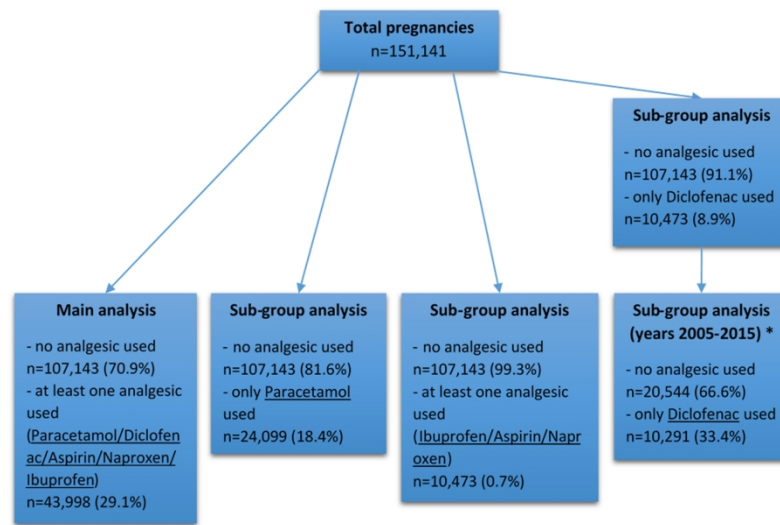 Total pregnancies
n=151,141
Sub-group analysis
- no analgesic used
n=107,143 (91.1%)
- only Diclofenac used
n=10,473 (8.9%)
Main analysis
- no analgesic used
n=107,143 (70.9%)
- at least one analgesic
used
(Paracetamol/Diclofen
ac/Aspirin/Naproxen/
Ibuprofen)
n=43,998 (29.1%)
Sub-group analysis
- no analgesic used
n=107,143 (81.6%)
- only Paracetamol
used
n=24,099 (18.4%)
Sub-group analysis
- no analgesic used
n=107,143 (99.3%)
- at least one analgesic
used
(Ibuprofen/Aspirin/Napr
oxen)
n=10,473 (0.7%)
Sub-group analysis
(years 2005-2015) *
- no analgesic used
n=20,544 (66.6%)
- only Diclofenac used
n=10,291 (33.4%)